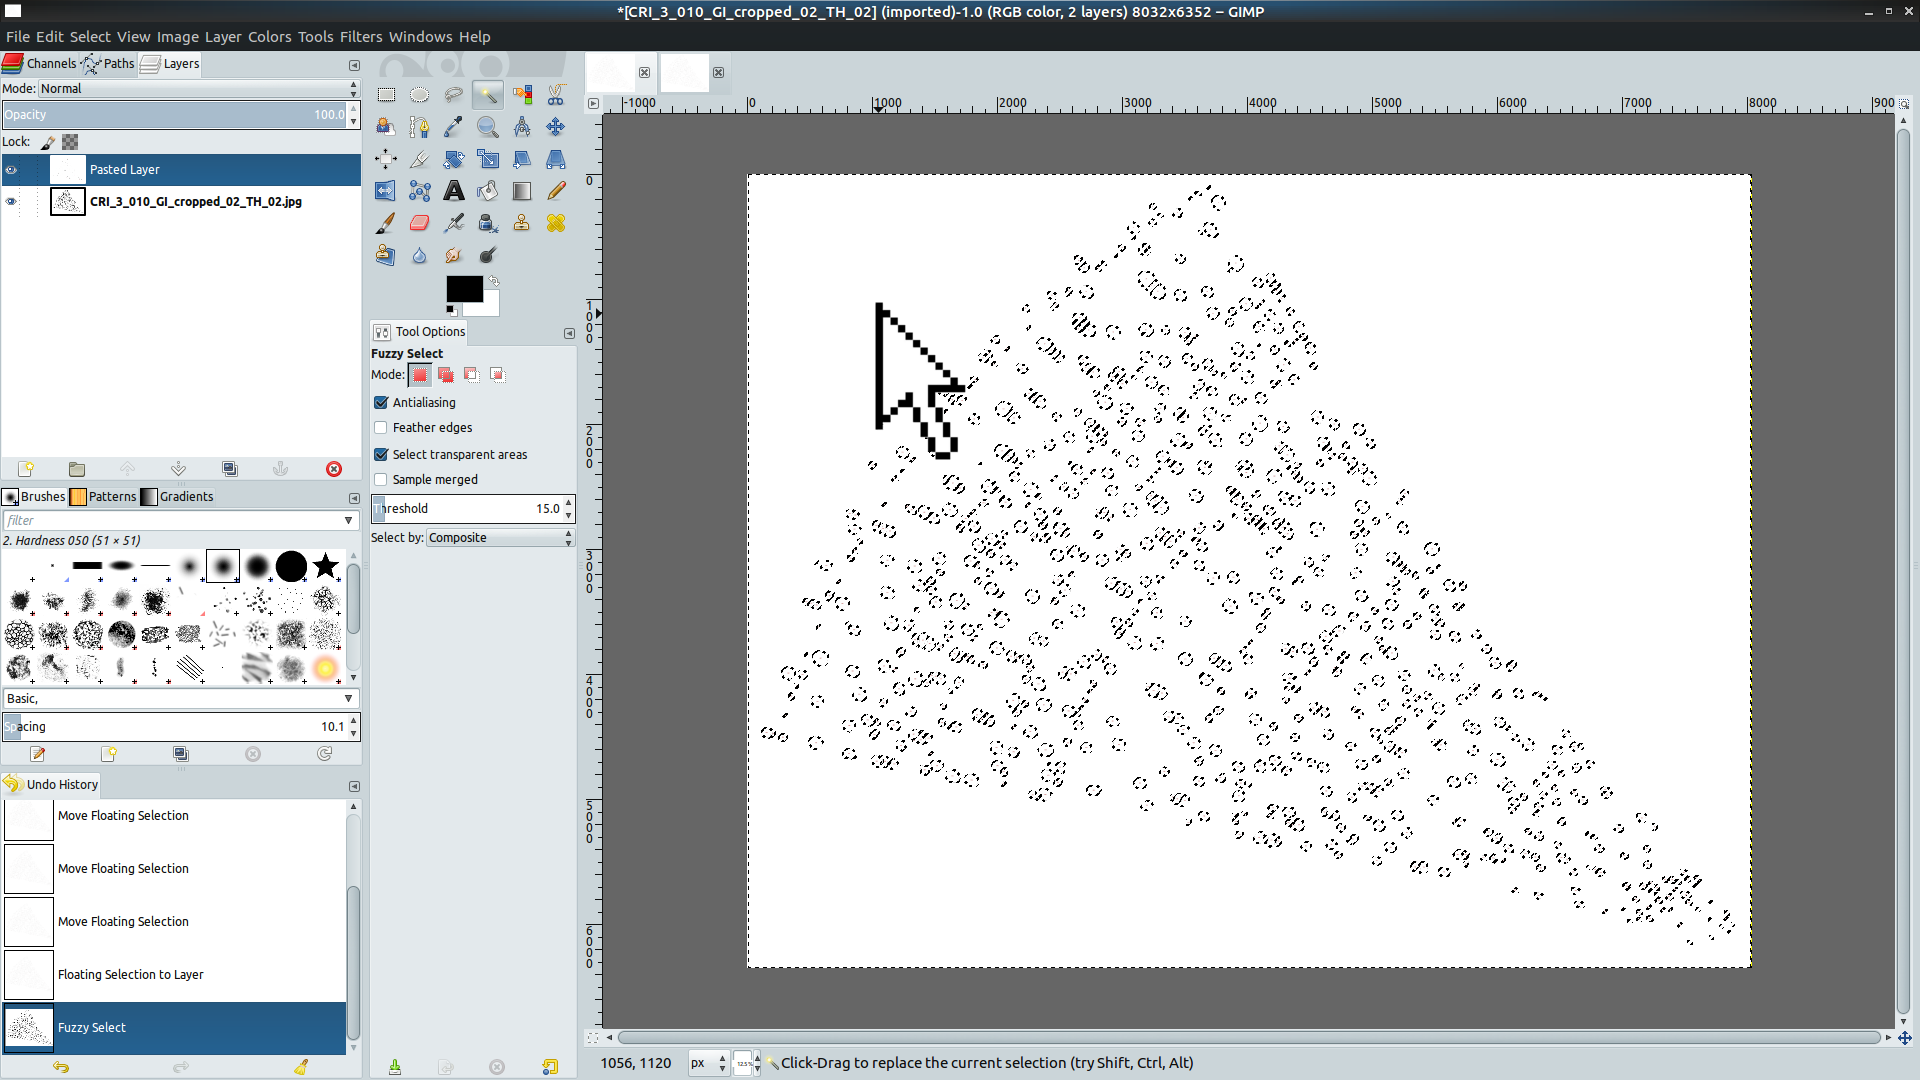 *[CRI_3_010_GI_cropped_02_TH_02] (imported)-1.0 (RGB color, 2 layers) 8032x6352 – GIMP
File Edit Select View Image Layer Colors Tools Filters Windows Help
Channels Paths Layers
Mode: Normal
Opacity 100.0
Lock:
Pasted Layer
CRI_3_010_GI_cropped_02_TH_02.jpg
Brushes Patterns Gradients
filter
2. Hardness 050 (51 × 51)
Basic,
Spacing 10.1
Undo History
Move Floating Selection
Move Floating Selection
Move Floating Selection
Floating Selection to Layer
Fuzzy Select
Tool Options
Fuzzy Select
Mode:
Antialiasing
Feather edges
Select transparent areas
Sample merged
Threshold 15.0
Select by: Composite
-1000 0 1000 2000 3000 4000 5000 6000 7000 8000 900
0
1000
2000
3000
4000
5000
6000
1056, 1120 px 12.5% Click-Drag to replace the current selection (try Shift, Ctrl, Alt)